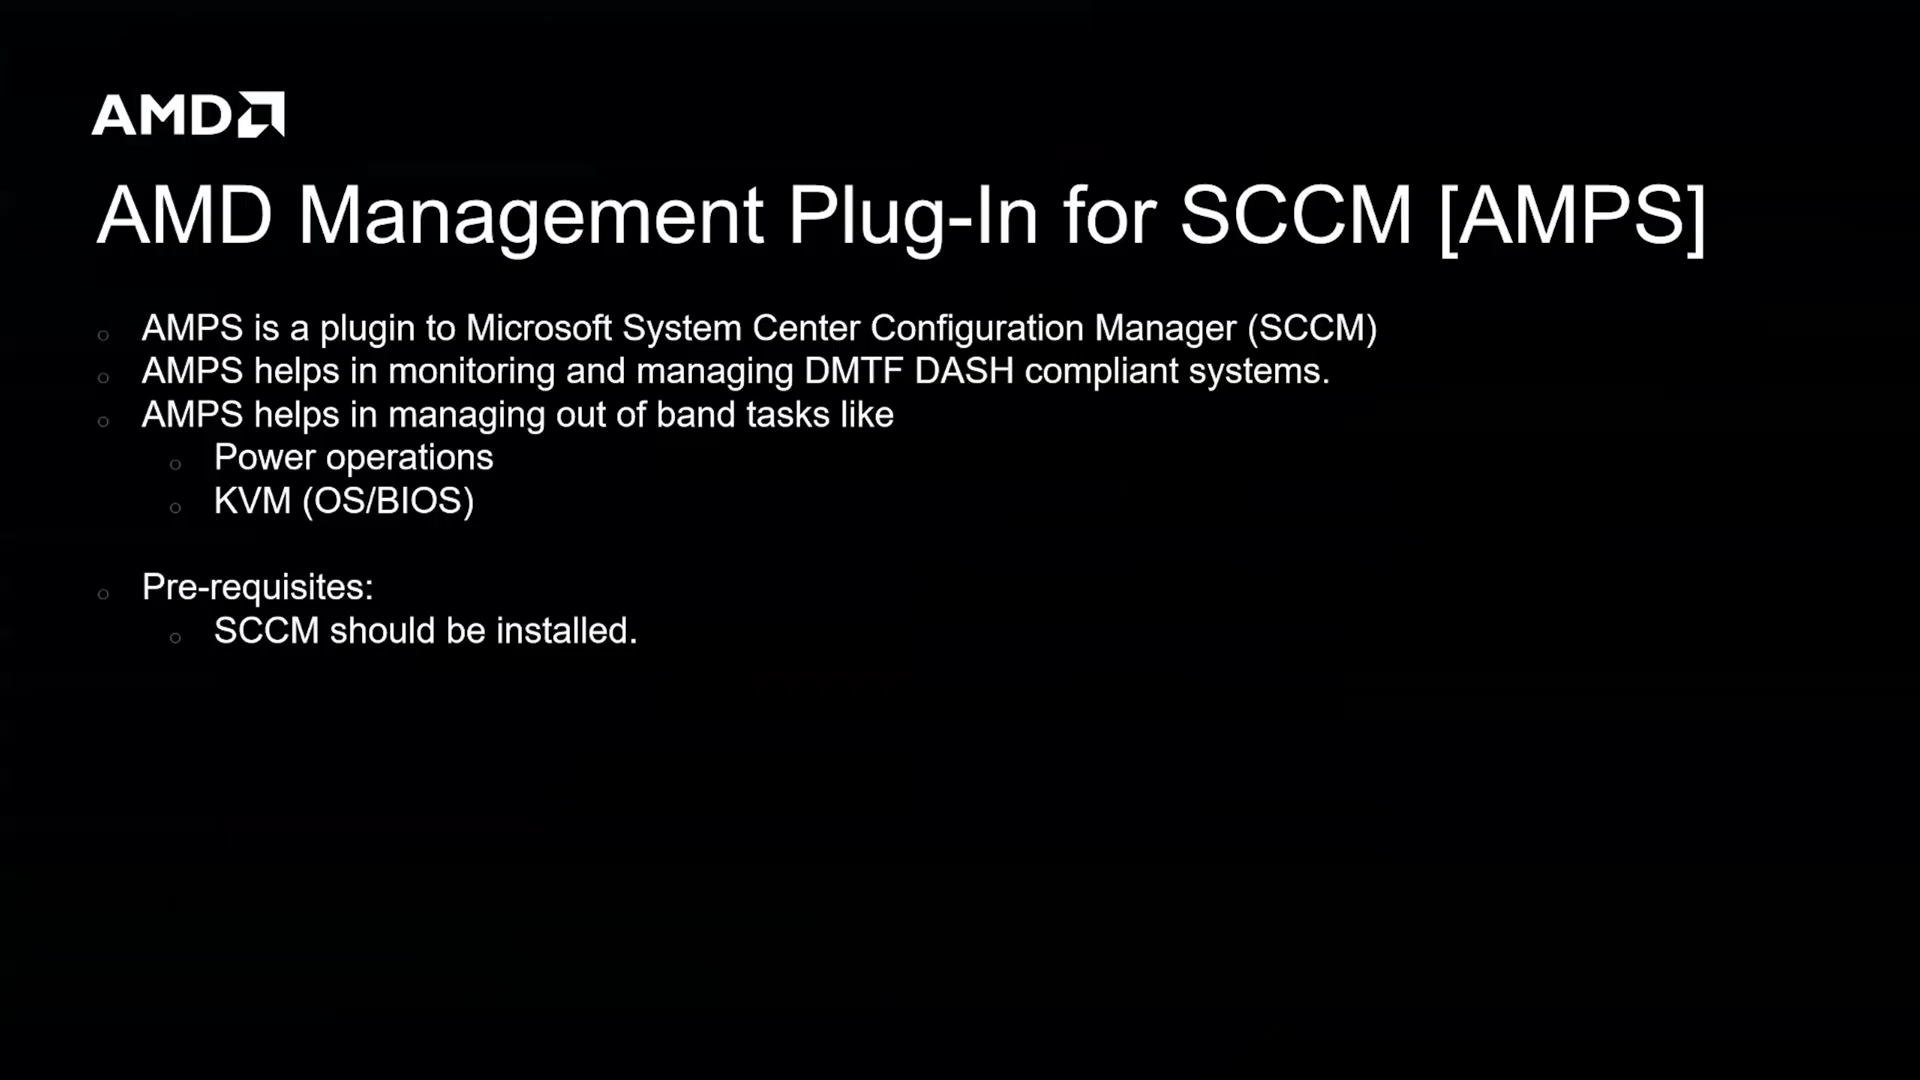 AMD
AMD Management Plug-In for SCCM [AMPS]
AMPS is a plugin to Microsoft System Center Configuration Manager (SCCM)
AMPS helps in monitoring and managing DMTF DASH compliant systems.
AMPS helps in managing out of band tasks like
Power operations
KVM (OS/BIOS)
Pre-requisites:
SCCM should be installed.